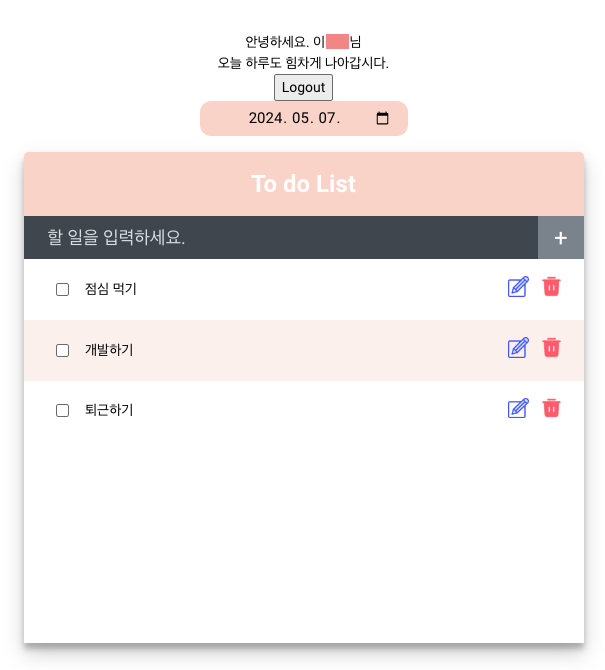 안녕하세요. 이 님
오늘 하루도 힘차게 나아갑시다.
Logout
2024. 05. 07.
To do List
할 일을 입력하세요.
+
점심 먹기
개발하기
퇴근하기